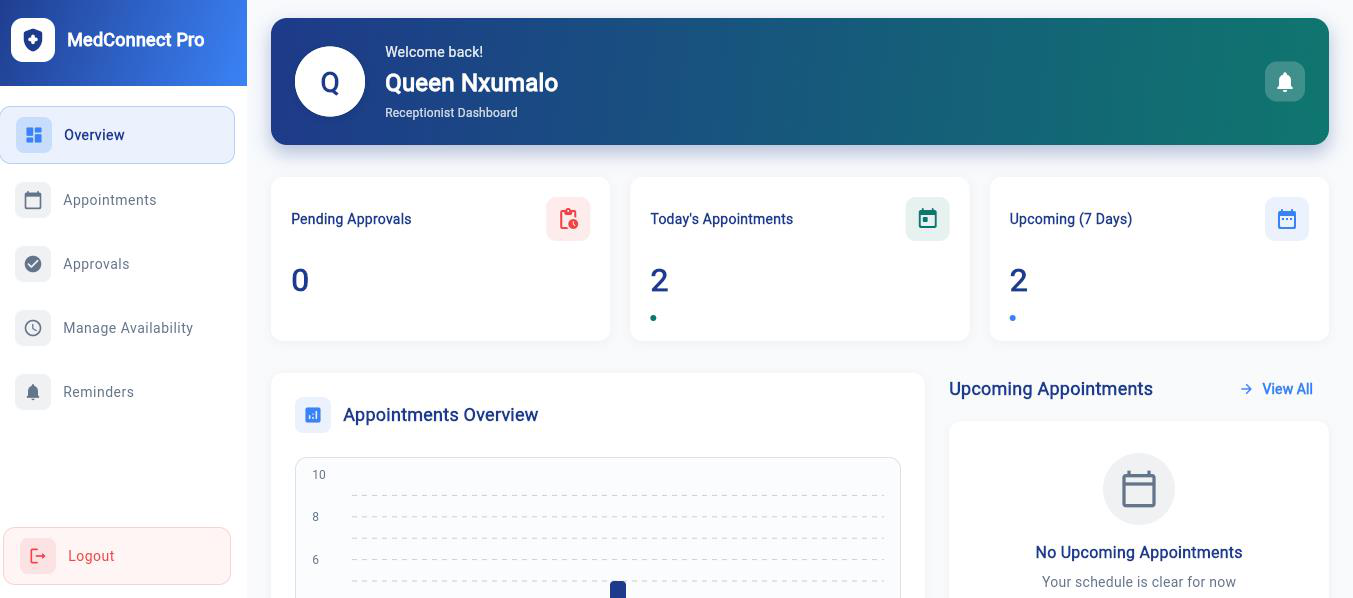 MedConnect Pro
Overview
Appointments
Approvals
Manage Availability
Reminders
Logout
Q
Welcome back!
Queen Nxumalo
Receptionist Dashboard
Pending Approvals
0
Today's Appointments
2
Upcoming (7 Days)
2
Appointments Overview
10
8
6
Upcoming Appointments
View All
No Upcoming Appointments
Your schedule is clear for now